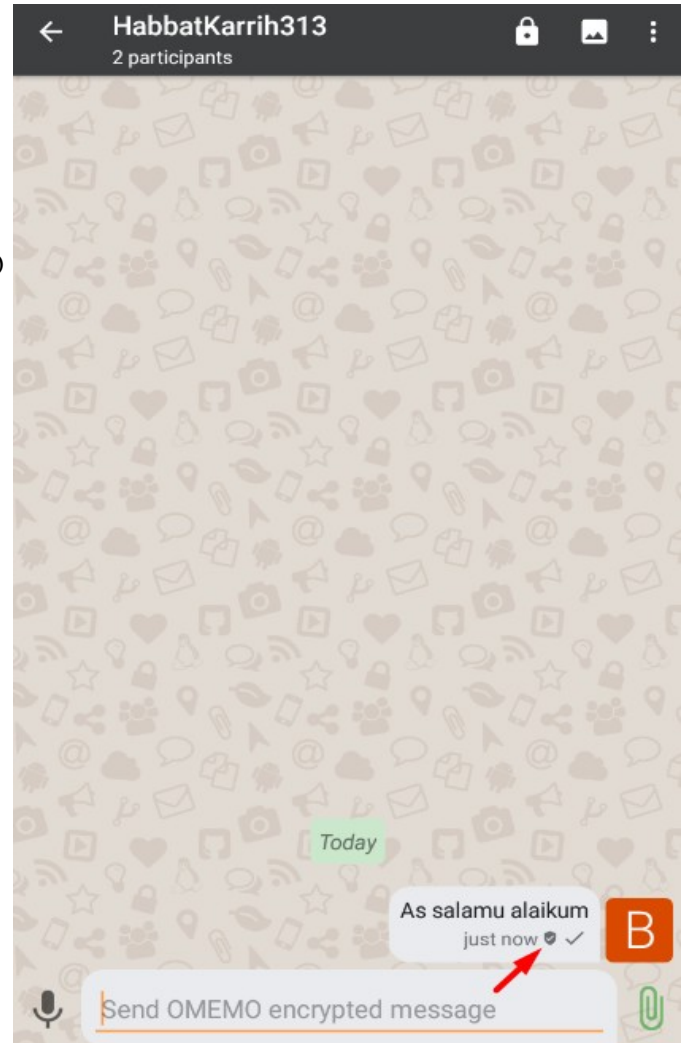 HabbatKarrih313
2 participants
Today
As salamu alaikum
just now
B
Send OMEMO encrypted message